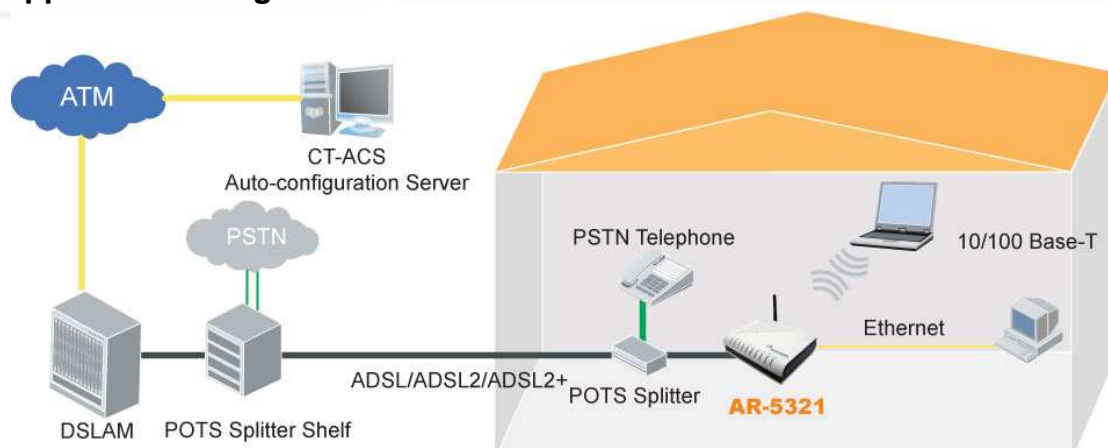 ATM
CT-ACS
Auto-configuration Server
PSTN
PSTN Telephone
10/100 Base-T
Ethernet
ADSL/ADSL2/ADSL2+
POTS Splitter
AR-5321
DSLAM
POTS Splitter Shelf